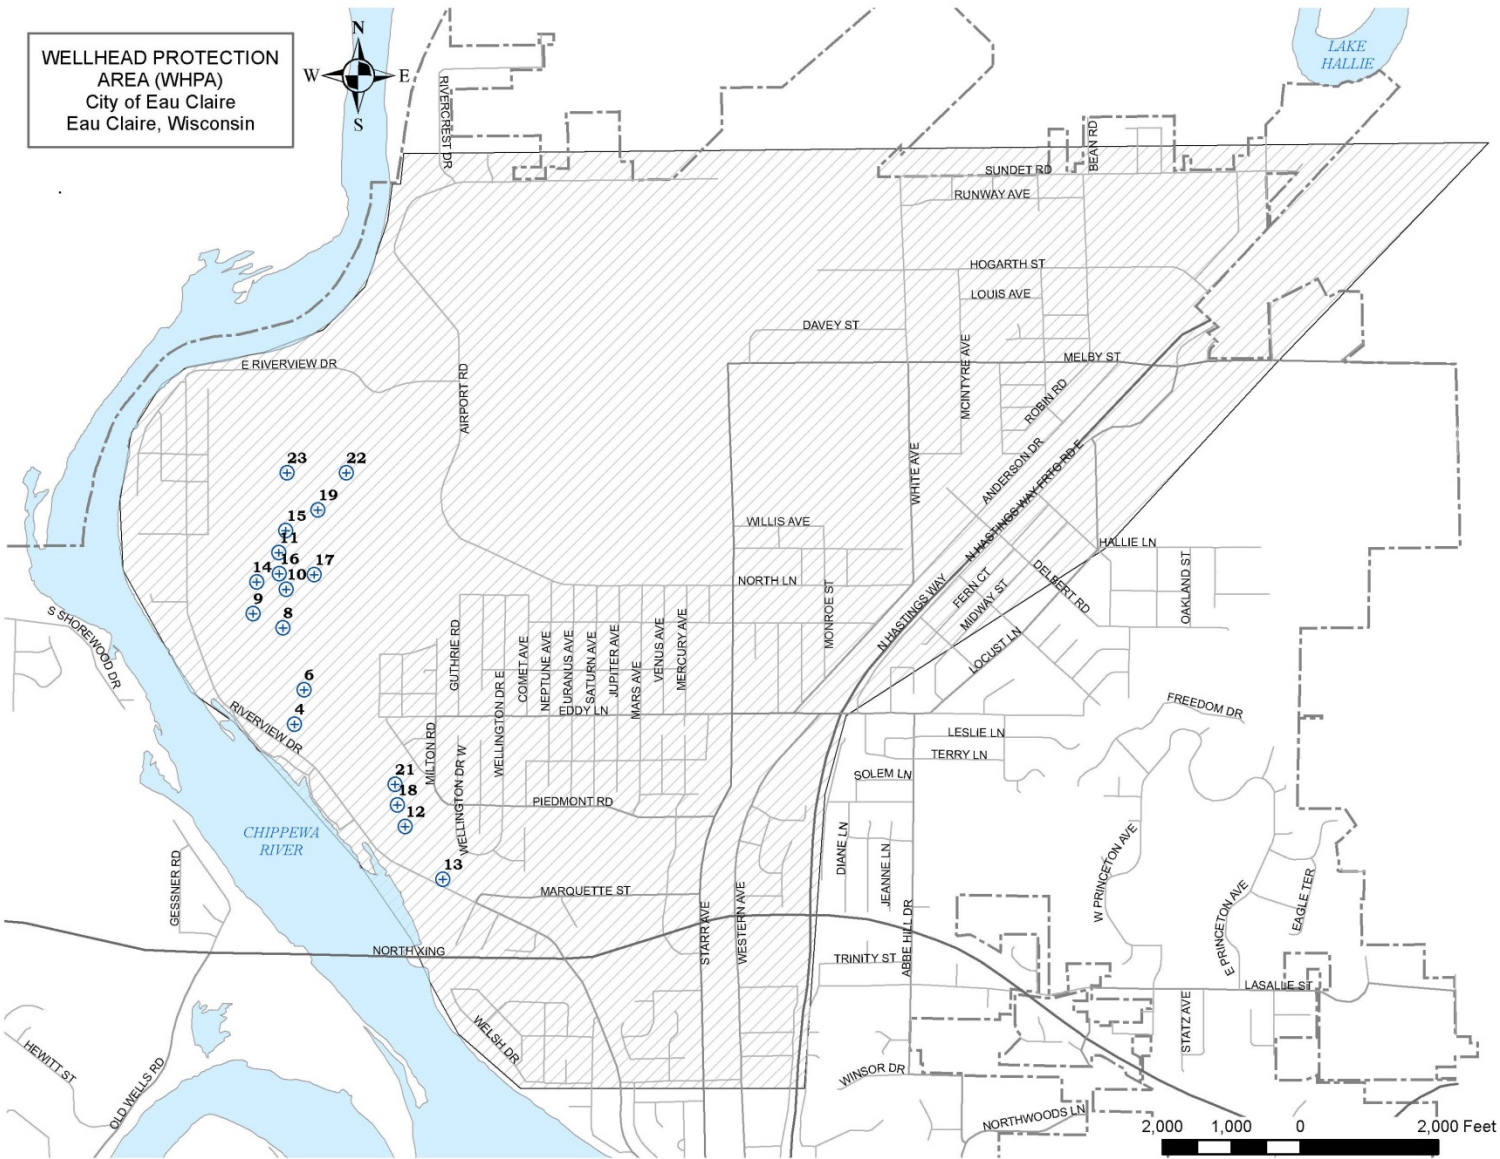 WELLHEAD PROTECTION
AREA (WHPA)
City of Eau Claire
Eau Claire, Wisconsin
N
W
E
S
LAKE
HALLIE
RIVERCREST DR
BEAN RD
SUNDET RD
RUNWAY AVE
HOGARTH ST
LOUIS AVE
DAVEY ST
MCINTYRE AVE
MELBY ST
E RIVERVIEW DR
AIRPORT RD
ROBIN RD
ANDERSON DR
WHITE AVE
N HASTINGS WAY FRTG RD E
23
22
19
15
11
16
17
14
10
9
8
6
4
21
18
12
13
WILLIS AVE
NORTH LN
MONROE ST
N HASTINGS WAY
FERN CT
MIDWAY ST
DELBERT RD
LOCUST LN
HALLIE LN
OAKLAND ST
S SHOREWOOD DR
RIVERVIEW DR
GUTHRIE RD
COMET AVE
NEPTUNE AVE
URANUS AVE
SATURN AVE
JUPITER AVE
MARS AVE
VENUS AVE
MERCURY AVE
WELLINGTON DR E
EDDY LN
MILTON RD
WELLINGTON DR W
PIEDMONT RD
FREEDOM DR
LESLIE LN
TERRY LN
SOLEM LN
DIANE LN
JEANNE LN
W PRINCETON AVE
E PRINCETON AVE
EAGLE TER
CHIPPEWA
RIVER
GESSNER RD
MARQUETTE ST
STARR AVE
WESTERN AVE
ABBE HILL DR
NORTH XING
TRINITY ST
LASALLE ST
STATZ AVE
WELSH DR
HEWITT ST
OLD WELLS RD
WINSOR DR
NORTHWOODS LN
2,000 1,000 0 2,000 Feet